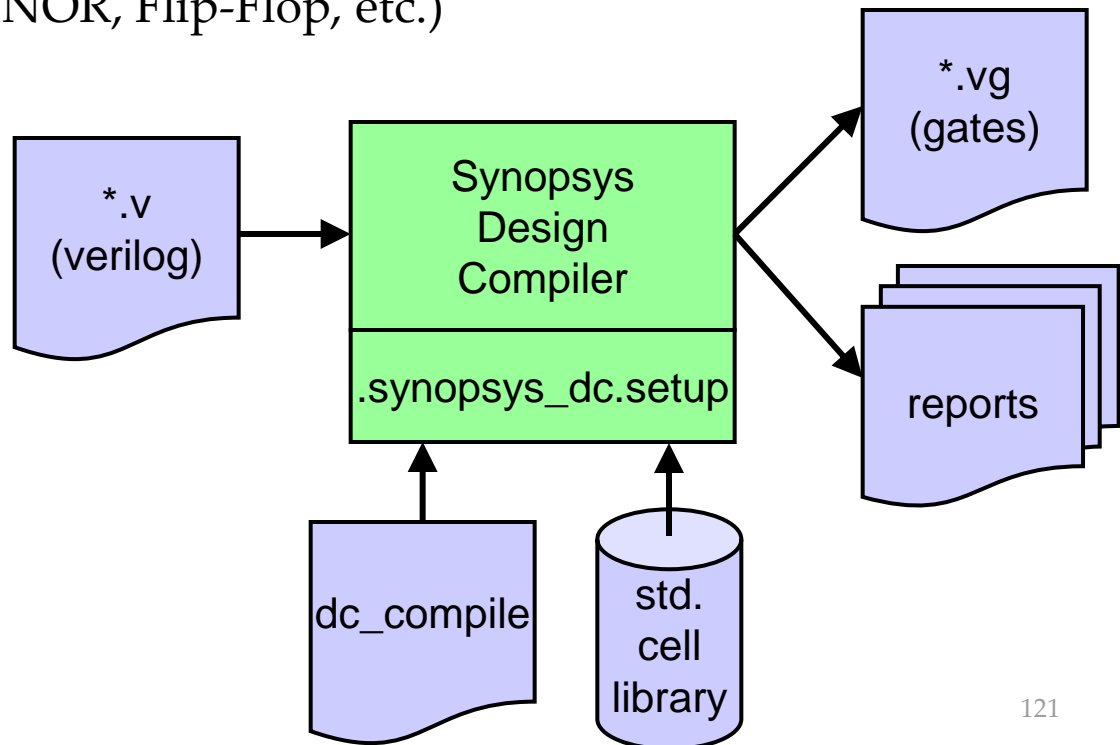 NOR, Flip-Flop, etc.)
*.v
(verilog)
Synopsys
Design
Compiler
.synopsys_dc.setup
*.vg
(gates)
reports
dc_compile
std.
cell
library
121